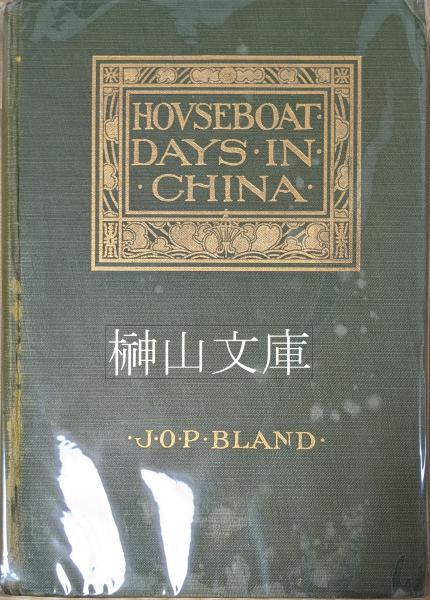 HOVSEBOAT·
DAYS·IN·
·CHINA·
榊山文庫
·J·O·P·BLAND·